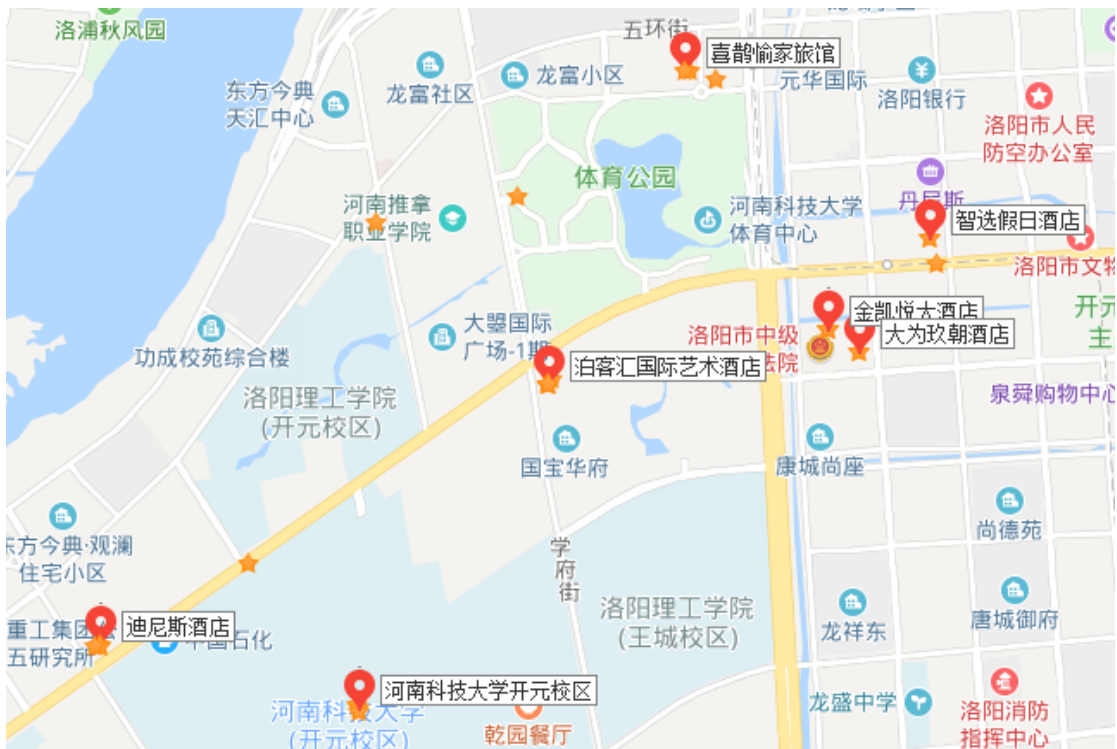 洛浦秋风园
五环街
喜鹊愉家旅馆
龙富小区
龙富社区
元华国际
洛阳银行
东方今典
天汇中心
洛阳市人民
防空办公室
体育公园
丹尼斯
河南推拿
职业学院
河南科技大学
体育中心
智选假日酒店
洛阳市文物
金凯悦大酒店
大为玖朝酒店
洛阳市中级
法院
开元
主
大曌国际
广场-1期
功成校苑综合楼
泊客汇国际艺术酒店
泉舜购物中心
洛阳理工学院
(开元校区)
国宝华府
康城尚座
尚德苑
东方今典·观澜
住宅小区
学府街
洛阳理工学院
(王城校区)
龙祥东
唐城御府
迪尼斯酒店
重工集团
五研究所
中国石化
河南科技大学开元校区
河南科技大学
(开元校区)
乾园餐厅
龙盛中学
洛阳消防
指挥中心